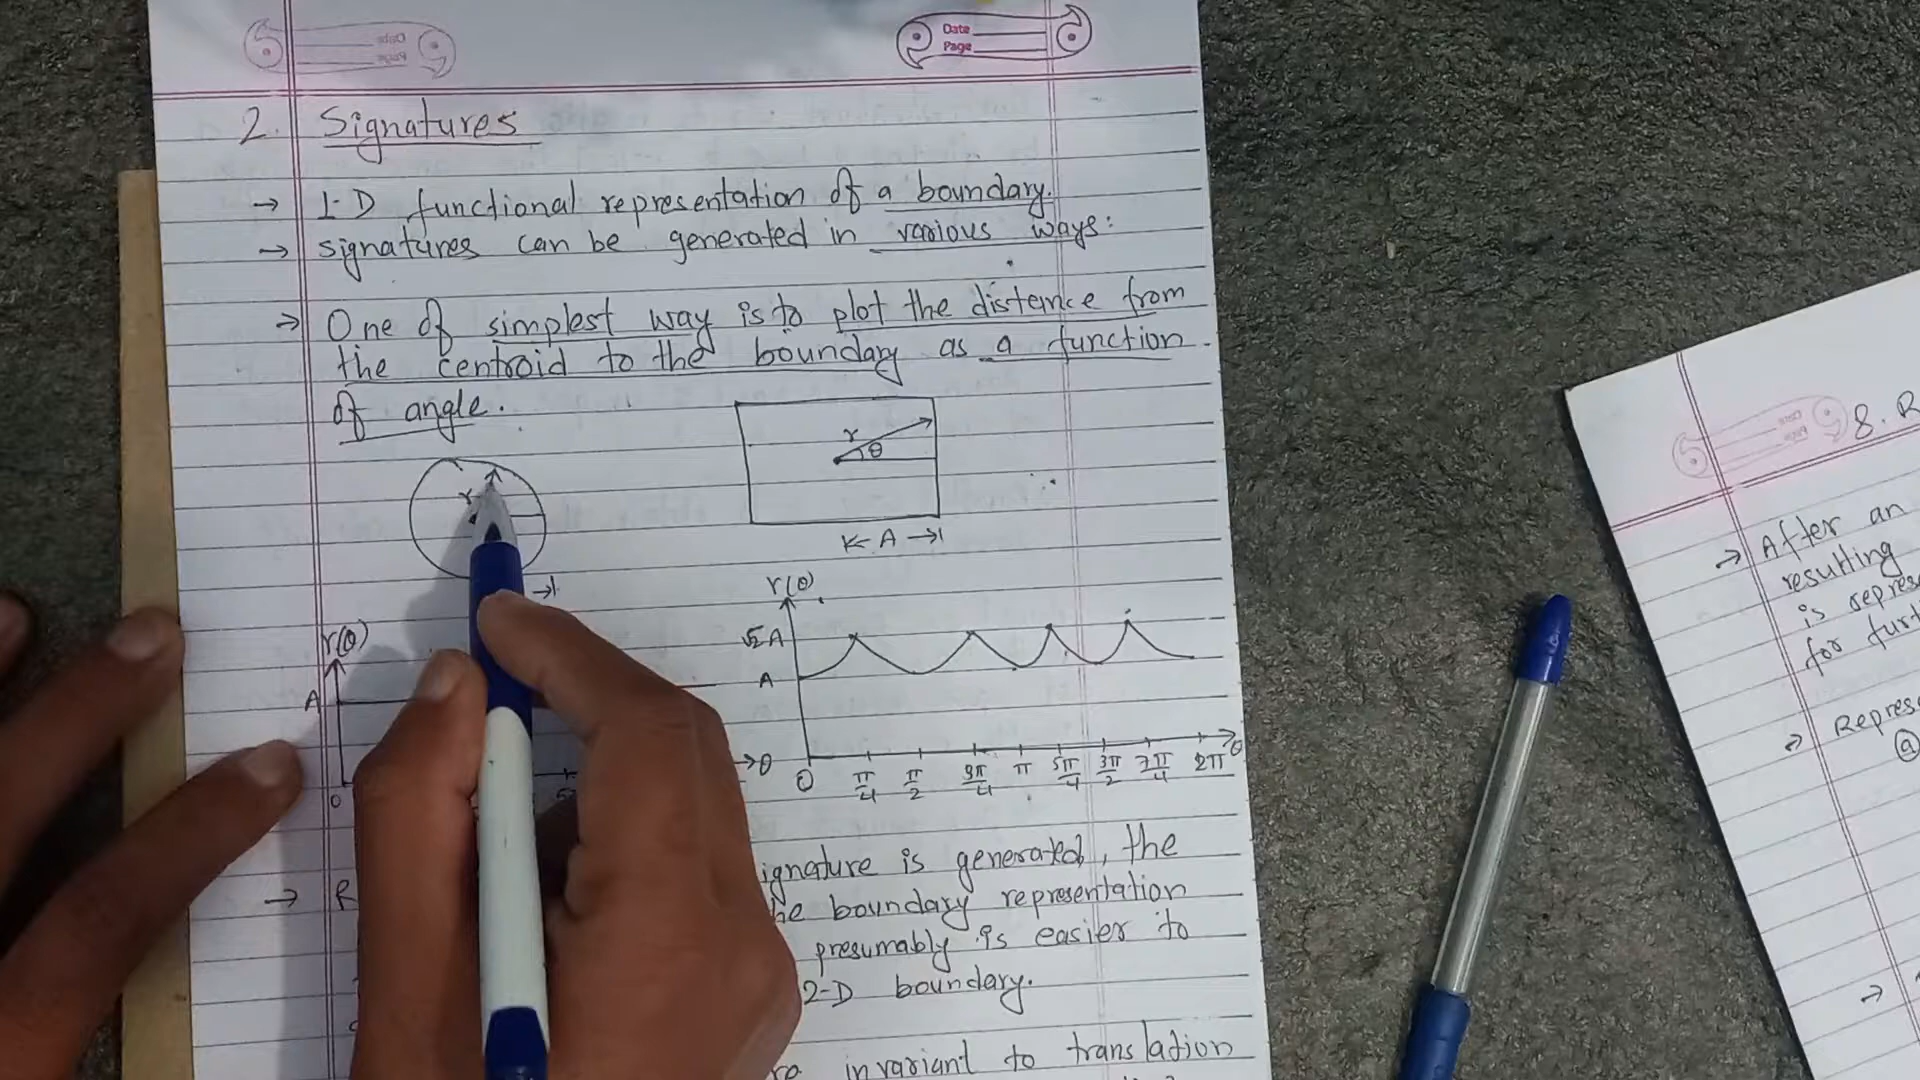 Date
Page
2. Signatures
→ 1-D functional representation of a boundary.
→ signatures can be generated in various ways:
→ One of simplest way is to plot the distance from
the centroid to the boundary as a function
of angle.
r
r
θ
K A →|
→|
r(θ)
√2 A
A
0 π/4 π/2 3π/4 π 5π/4 3π/2 7π/4 2π θ
r(θ)
A
0
→θ
ignature is generated, the
→ R
he boundary representation
presumably is easier to
2-D boundary.
invariant to translation
8. R
→ After an
resulting
is repres
for furt
→ Repres
@
→